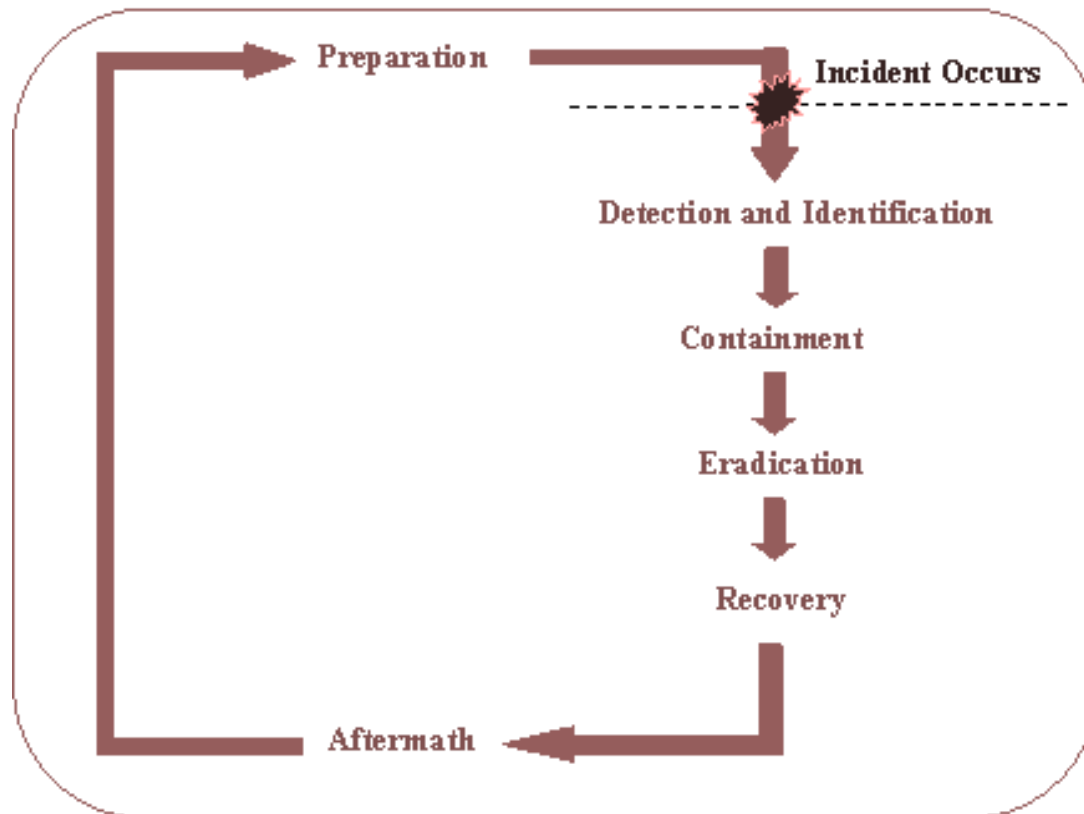 Preparation
Incident Occurs
Detection and Identification
Containment
Eradication
Recovery
Aftermath